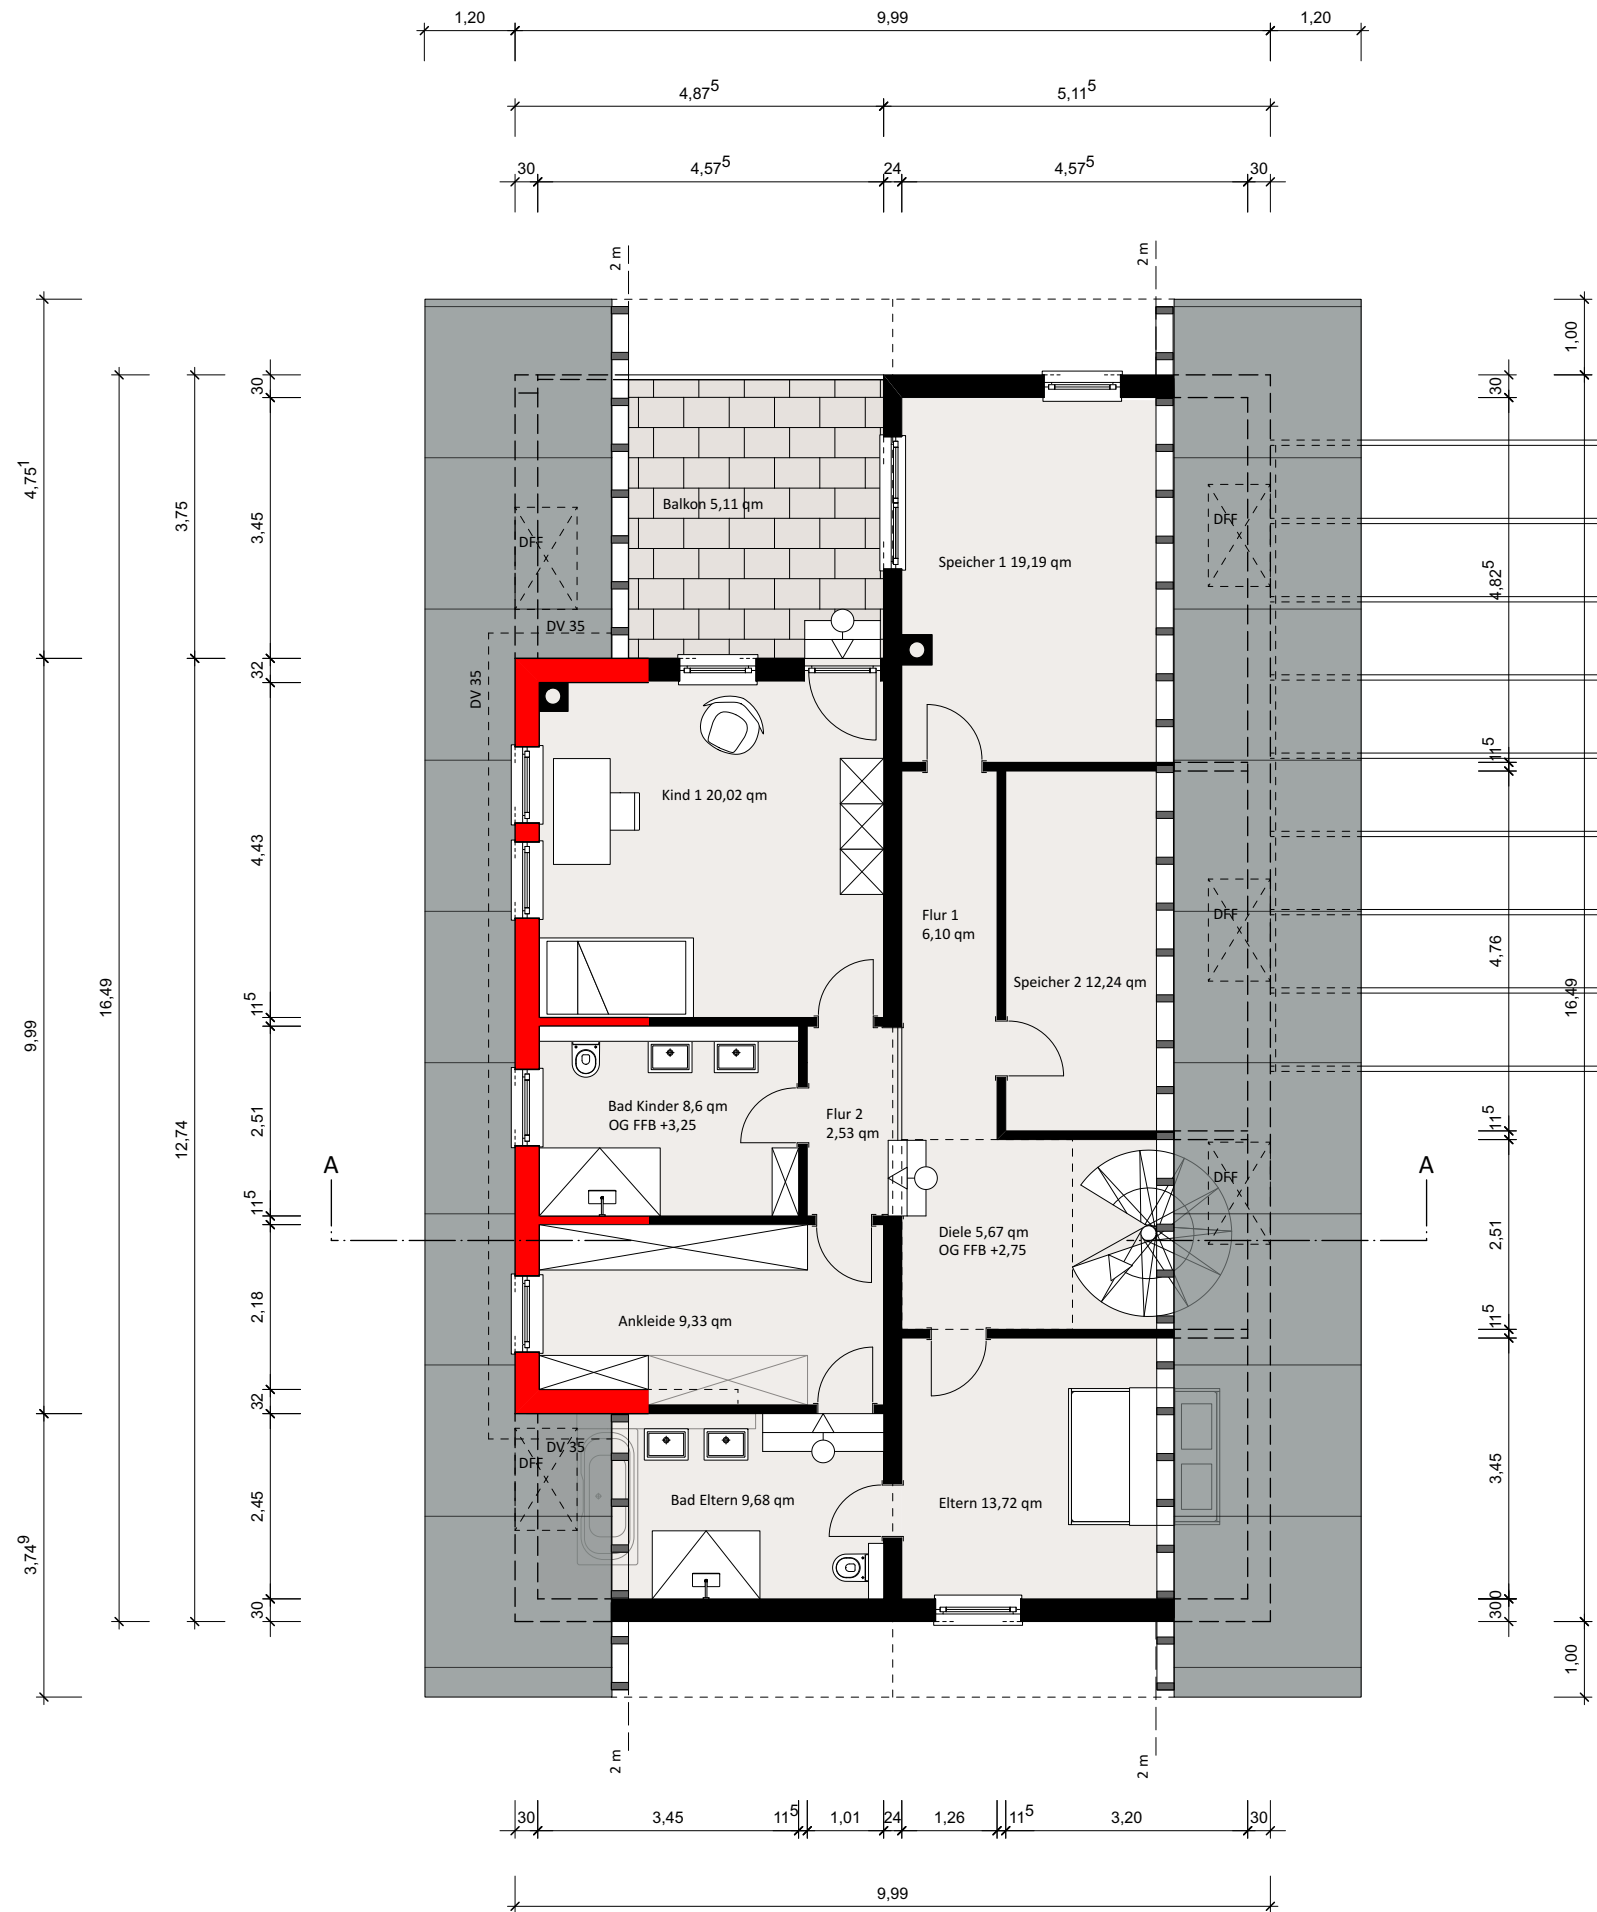 1,20
9,99
1,20
4,87⁵
5,11⁵
30
4,57⁵
24
4,57⁵
30
2 m
2 m
1,00
30
30
4,75¹
3,75
3,45
Balkon 5,11 qm
DFF
DFF
4,82⁵
Speicher 1 19,19 qm
DV 35
DV 35
32
11⁵
Kind 1 20,02 qm
4,43
Flur 1
6,10 qm
DFF
4,76
Speicher 2 12,24 qm
16,49
16,49
9,99
11⁵
Bad Kinder 8,6 qm
OG FFB +3,25
Flur 2
2,53 qm
2,51
12,74
11⁵
A
A
DFF
11⁵
Diele 5,67 qm
OG FFB +2,75
2,51
2,18
Ankleide 9,33 qm
11⁵
32
DV 35
DFF
3,45
2,45
Bad Eltern 9,68 qm
Eltern 13,72 qm
3,74⁹
30
300
1,00
2 m
2 m
30
3,45
11⁵
1,01
24
1,26
11⁵
3,20
30
9,99